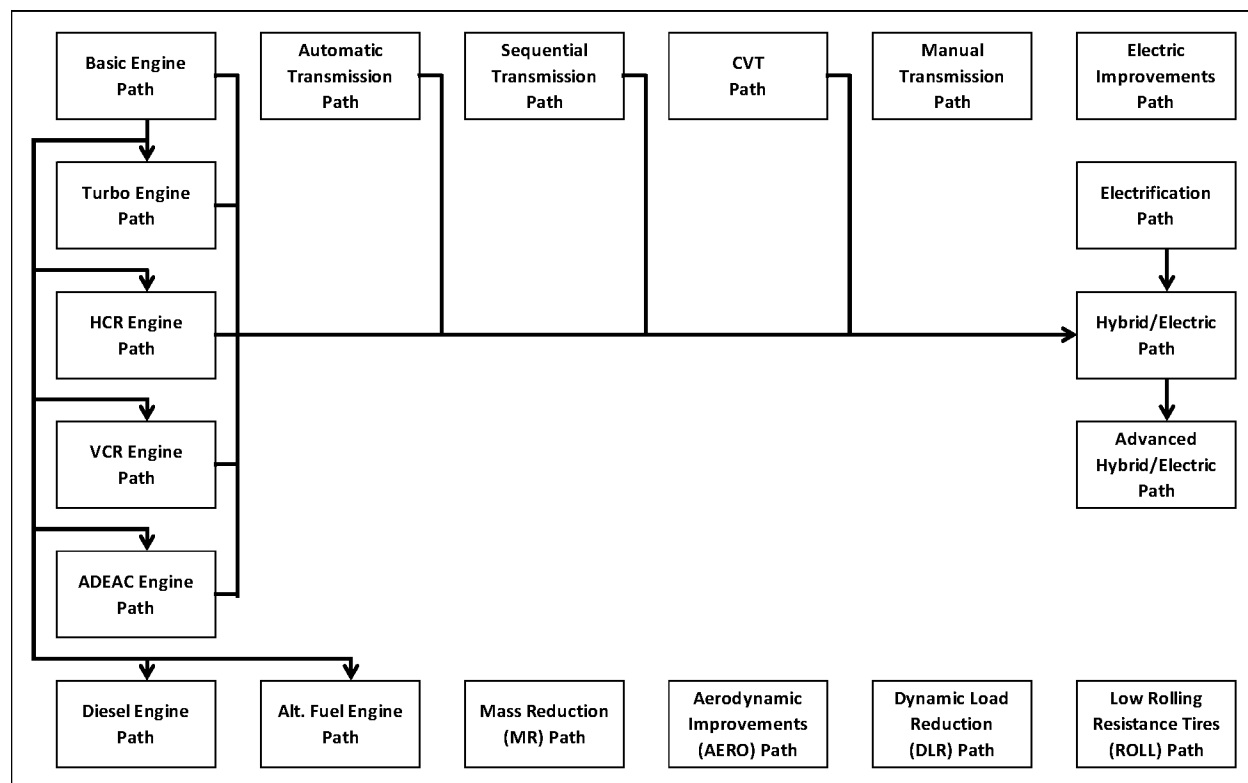 Basic Engine
Path
Automatic
Transmission
Path
Sequential
Transmission
Path
CVT
Path
Manual
Transmission
Path
Electric
Improvements
Path
Turbo Engine
Path
Electrification
Path
HCR Engine
Path
Hybrid/Electric
Path
VCR Engine
Path
Advanced
Hybrid/Electric
Path
ADEAC Engine
Path
Diesel Engine
Path
Alt. Fuel Engine
Path
Mass Reduction
(MR) Path
Aerodynamic
Improvements
(AERO) Path
Dynamic Load
Reduction
(DLR) Path
Low Rolling
Resistance Tires
(ROLL) Path